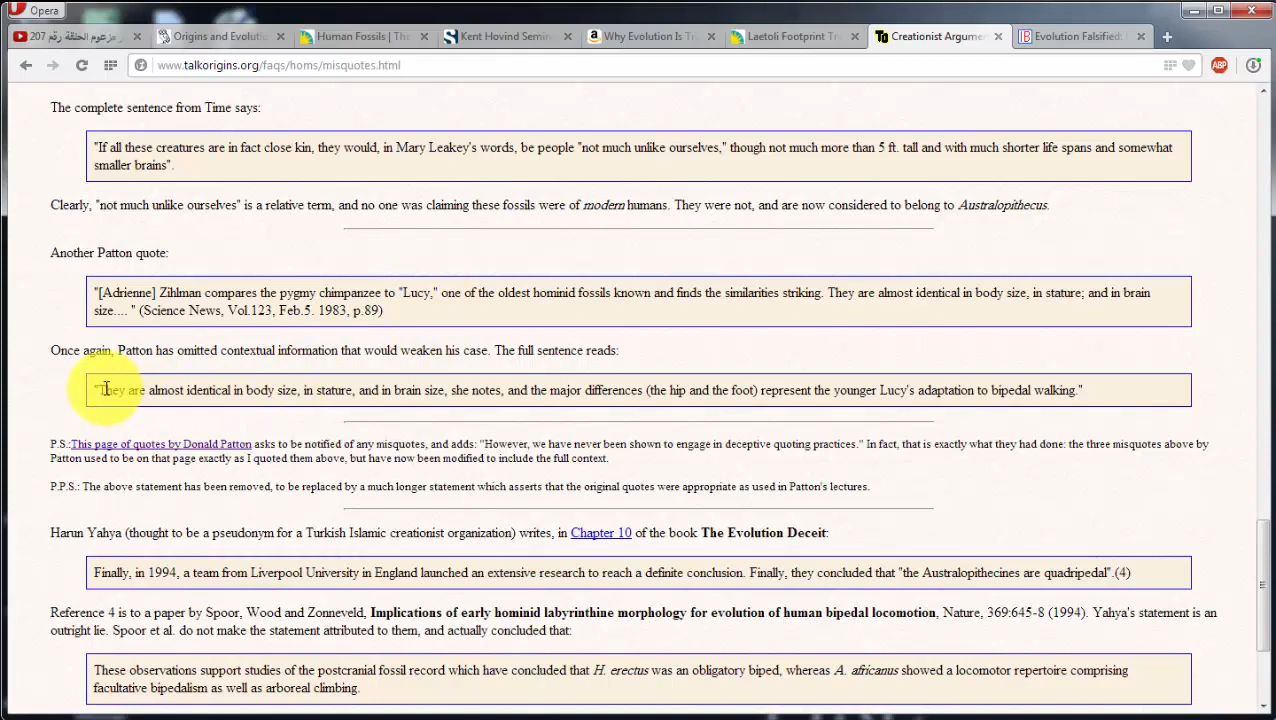 Opera
مزعوم الحلقة رقم 207
Origins and Evolutio
Human Fossils | The
Kent Hovind Semin
Why Evolution Is Tr
Laetoli Footprint Tr
Creationist Argumen
Evolution Falsified:
www.talkorigins.org/faqs/homs/misquotes.html
ABP
The complete sentence from Time says:
"If all these creatures are in fact close kin, they would, in Mary Leakey's words, be people "not much unlike ourselves," though not much more than 5 ft. tall and with much shorter life spans and somewhat
smaller brains".
Clearly, "not much unlike ourselves" is a relative term, and no one was claiming these fossils were of modern humans. They were not, and are now considered to belong to Australopithecus.
Another Patton quote:
"[Adrienne] Zihlman compares the pygmy chimpanzee to "Lucy," one of the oldest hominid fossils known and finds the similarities striking. They are almost identical in body size, in stature; and in brain
size.... " (Science News, Vol.123, Feb.5. 1983, p.89)
Once again, Patton has omitted contextual information that would weaken his case. The full sentence reads:
"They are almost identical in body size, in stature, and in brain size, she notes, and the major differences (the hip and the foot) represent the younger Lucy's adaptation to bipedal walking."
P.S.:This page of quotes by Donald Patton asks to be notified of any misquotes, and adds: "However, we have never been shown to engage in deceptive quoting practices." In fact, that is exactly what they had done: the three misquotes above by
Patton used to be on that page exactly as I quoted them above, but have now been modified to include the full context.
P.P.S.: The above statement has been removed, to be replaced by a much longer statement which asserts that the original quotes were appropriate as used in Patton's lectures.
Harun Yahya (thought to be a pseudonym for a Turkish Islamic creationist organization) writes, in Chapter 10 of the book The Evolution Deceit:
Finally, in 1994, a team from Liverpool University in England launched an extensive research to reach a definite conclusion. Finally, they concluded that "the Australopithecines are quadripedal".(4)
Reference 4 is to a paper by Spoor, Wood and Zonneveld, Implications of early hominid labyrinthine morphology for evolution of human bipedal locomotion, Nature, 369:645-8 (1994). Yahya's statement is an
outright lie. Spoor et al. do not make the statement attributed to them, and actually concluded that:
These observations support studies of the postcranial fossil record which have concluded that H. erectus was an obligatory biped, whereas A. africanus showed a locomotor repertoire comprising
facultative bipedalism as well as arboreal climbing.